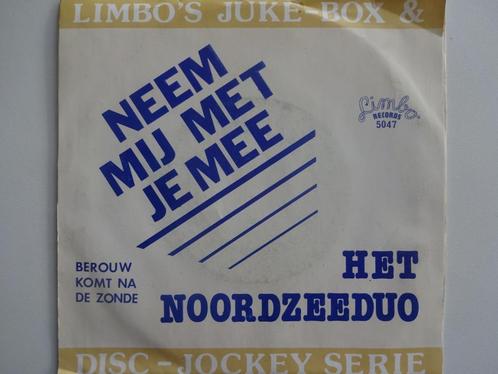 LIMBO'S JUKE-BOX &
NEEM
MIJ MET
JE MEE
Limbo
RECORDS
5047
BEROUW
KOMT NA
DE ZONDE
HET
NOORDZEEDUO
DISC-JOCKEY SERIE